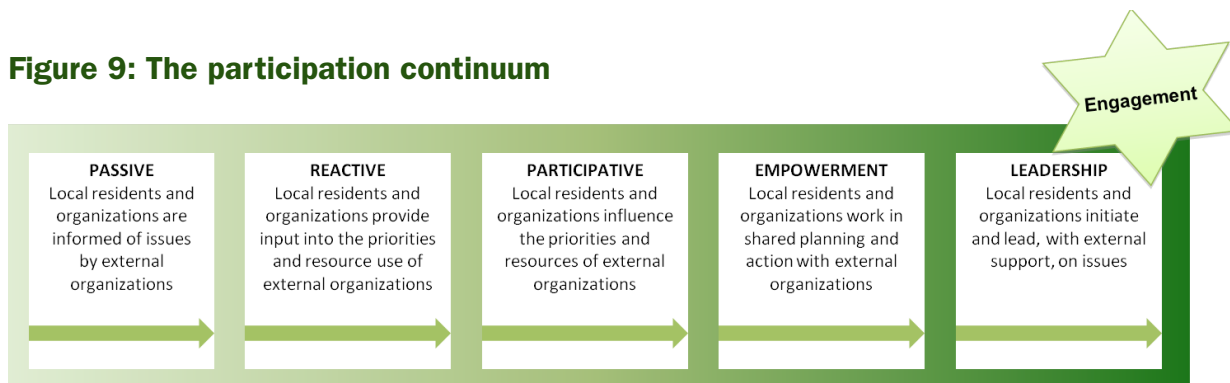 Figure 9: The participation continuum
Engagement
PASSIVE
Local residents and
organizations are
informed of issues
by external
organizations
REACTIVE
Local residents and
organizations provide
input into the priorities
and resource use of
external organizations
PARTICIPATIVE
Local residents and
organizations influence
the priorities and
resources of external
organizations
EMPOWERMENT
Local residents and
organizations work in
shared planning and
action with external
organizations
LEADERSHIP
Local residents and
organizations initiate
and lead, with external
support, on issues